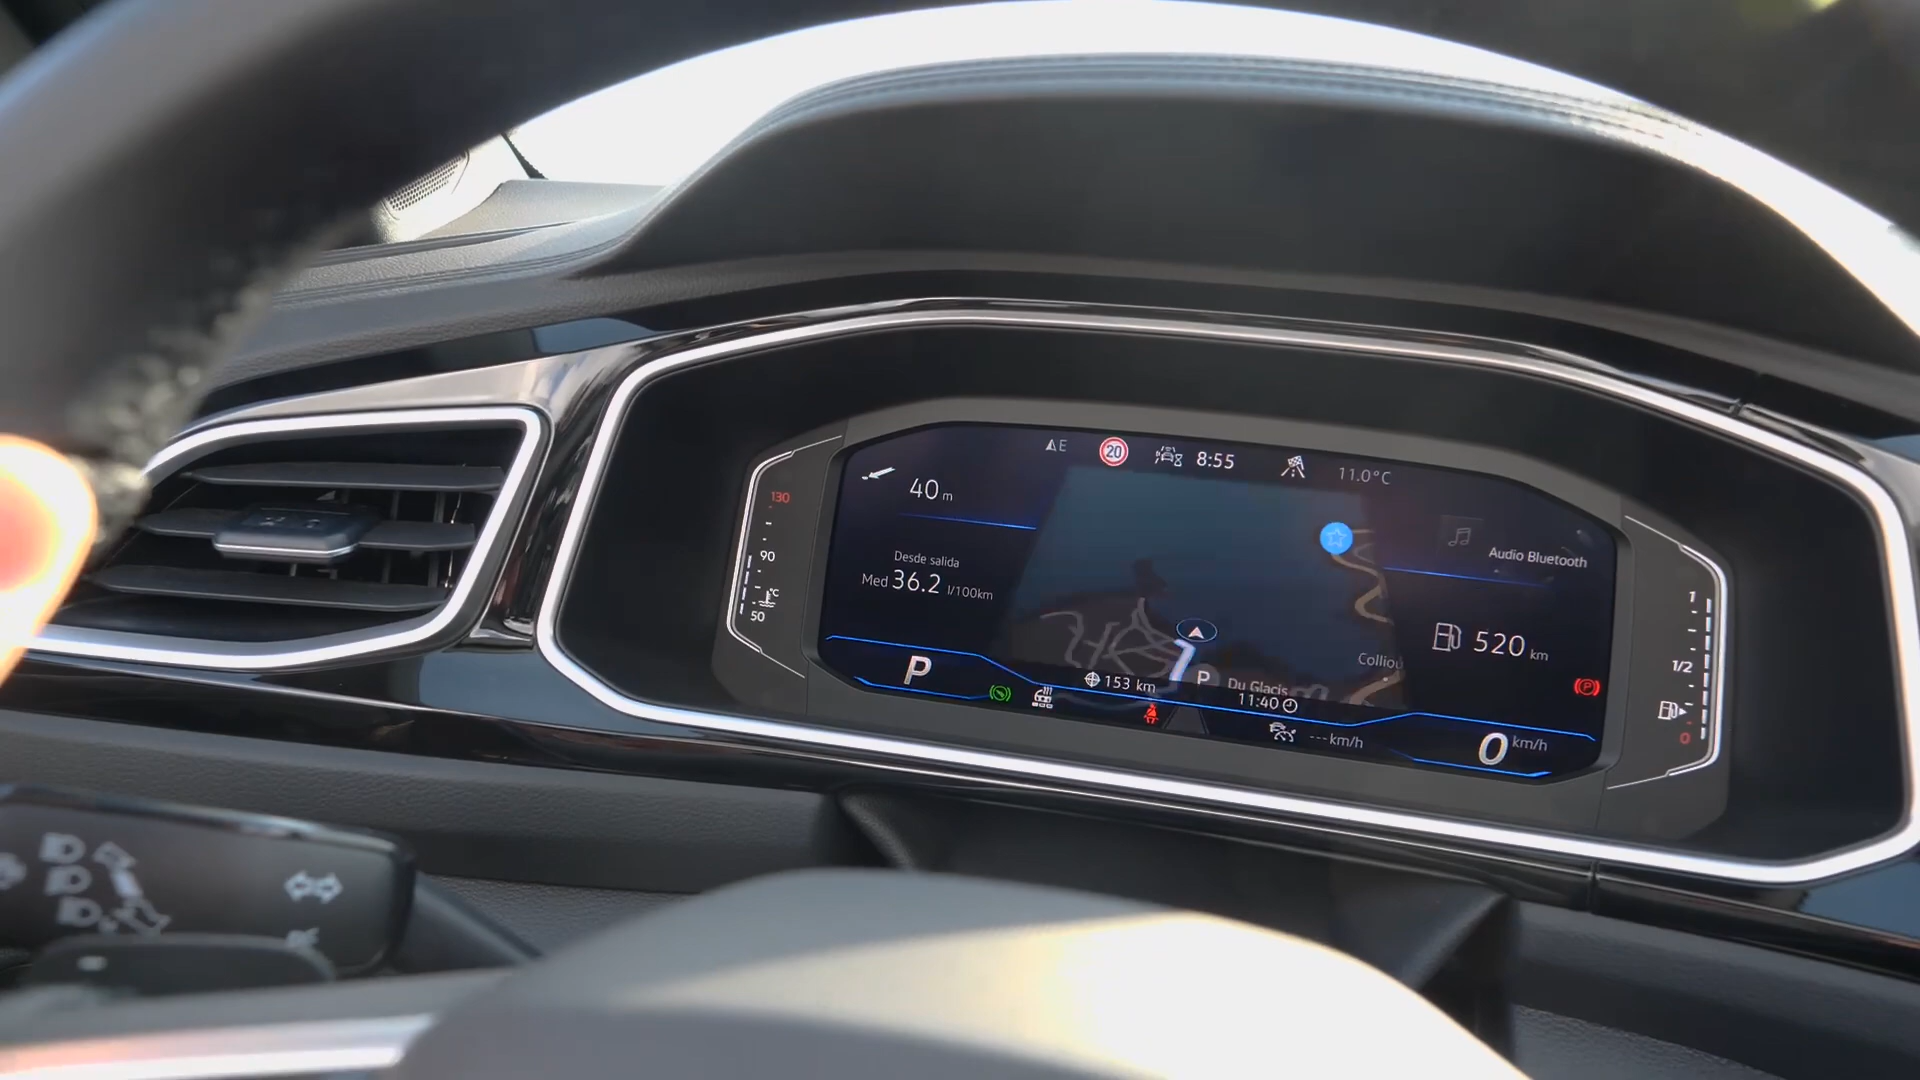 E 20 8:55 11.0°C
40 m
130
90
°C
50
Desde salida
Med 36.2 l/100km
Audio Bluetooth
520 km
1
1/2
0
Colliou
P
Du Glacis
P
153 km
11:40
--- km/h
0 km/h
(P)